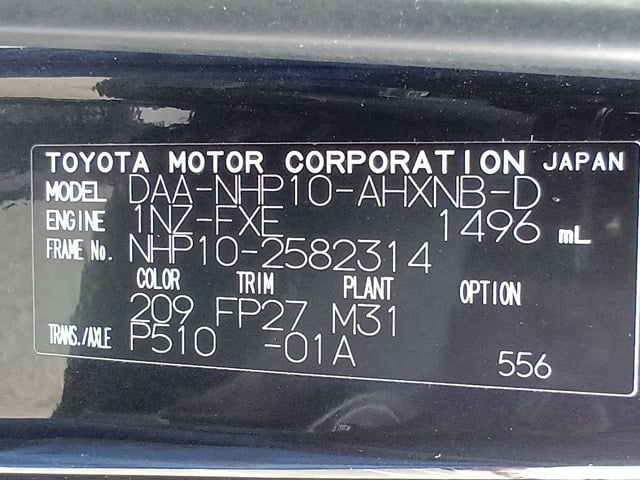 TOYOTA MOTOR CORPORATION JAPAN
MODEL DAA-NHP10-AHXNB-D
ENGINE 1NZ-FXE 1496 mL
FRAME No. NHP10-2582314
COLOR TRIM PLANT OPTION
209 FP27 M31
TRANS./AXLE P510 -01A 556